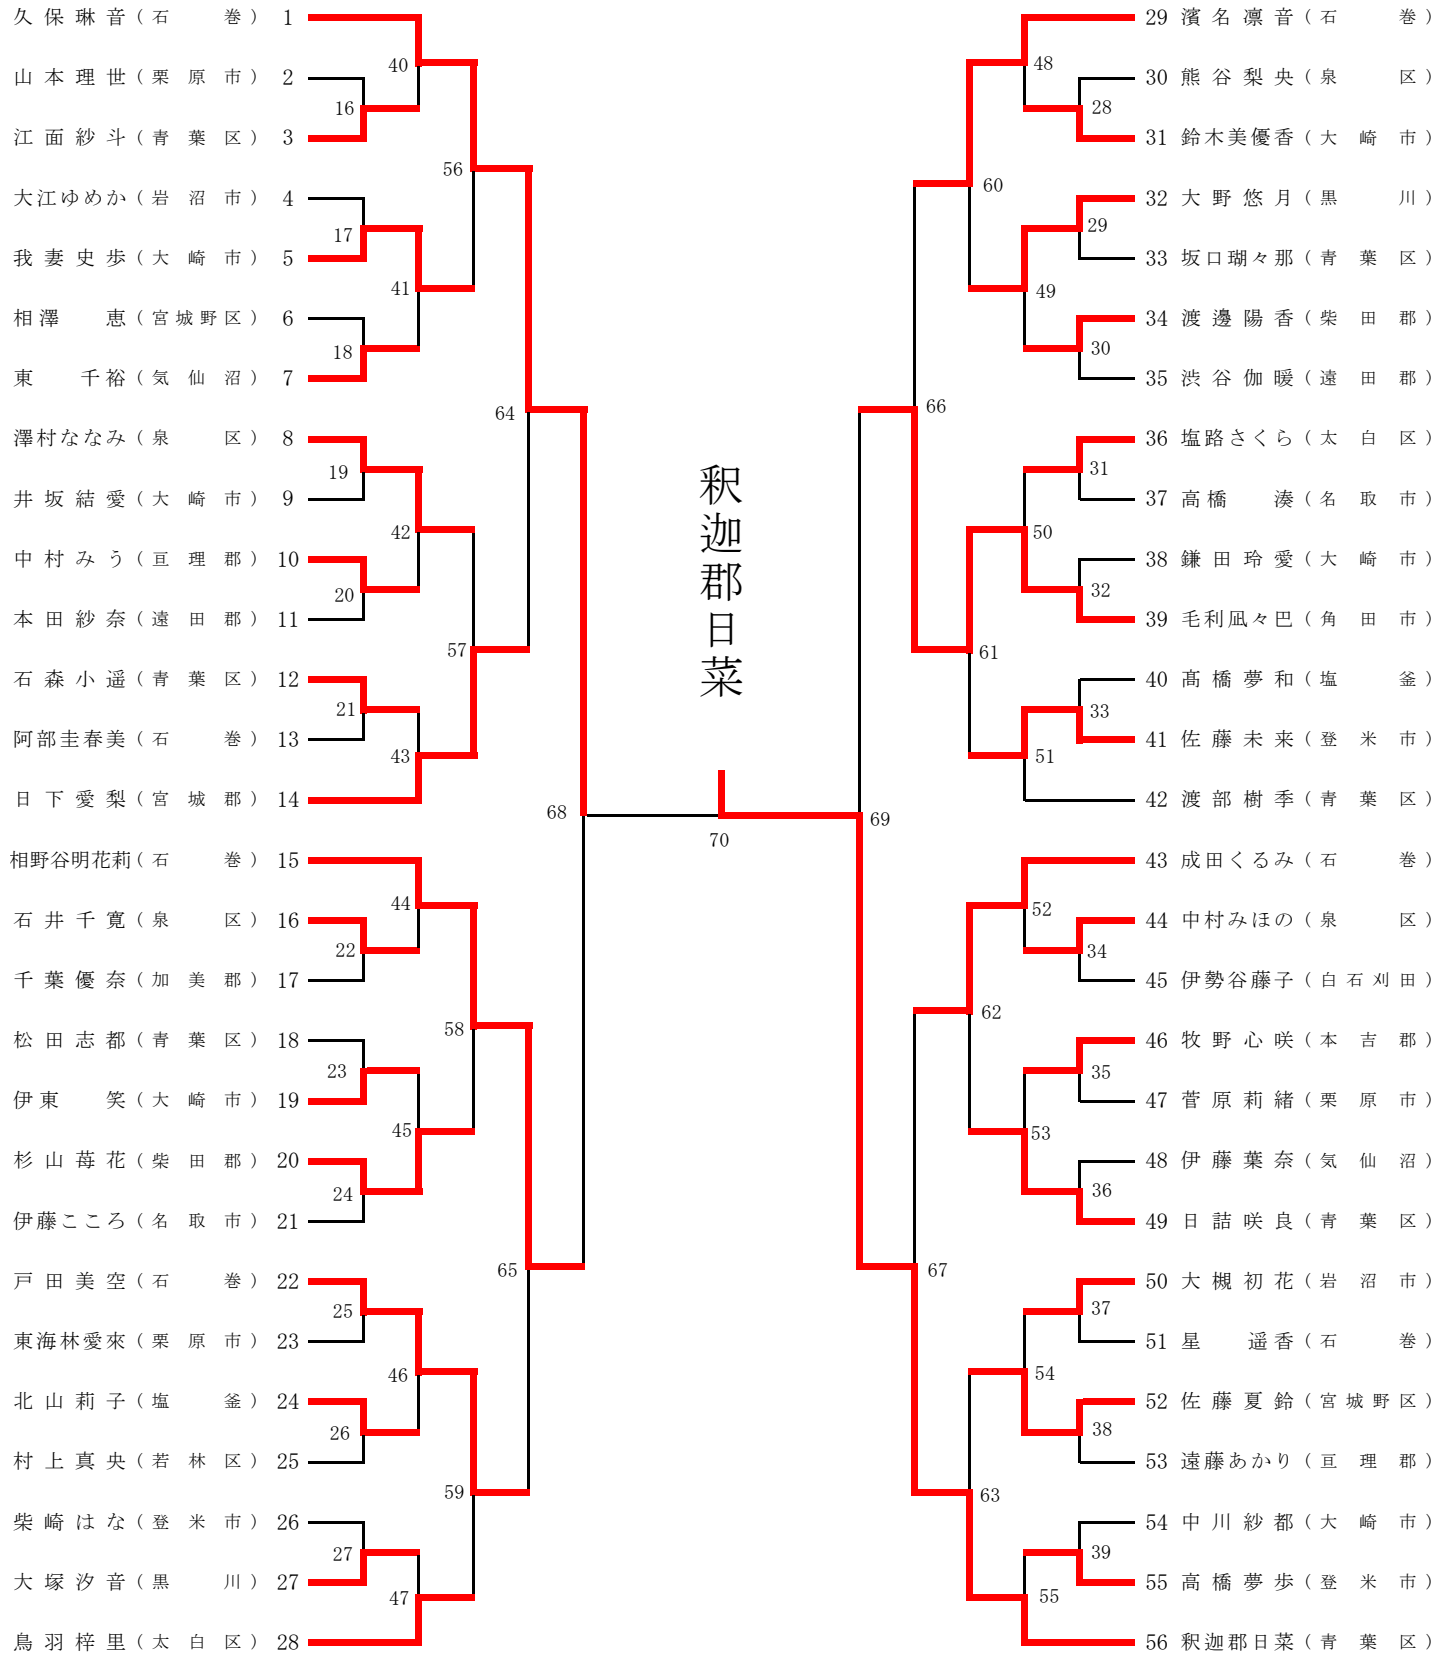 久保琳音(石巻) 1
山本理世(栗原市) 2
江面紗斗(青葉区) 3
大江ゆめか(岩沼市) 4
我妻史歩(大崎市) 5
相澤 恵(宮城野区) 6
東 千裕(気仙沼) 7
澤村ななみ(泉区) 8
井坂結愛(大崎市) 9
中村みう(亘理郡) 10
本田紗奈(遠田郡) 11
石森小遥(青葉区) 12
阿部圭春美(石巻) 13
日下愛梨(宮城郡) 14
相野谷明花莉(石巻) 15
石井千寛(泉区) 16
千葉優奈(加美郡) 17
松田志都(青葉区) 18
伊東 笑(大崎市) 19
杉山苺花(柴田郡) 20
伊藤こころ(名取市) 21
戸田美空(石巻) 22
東海林愛來(栗原市) 23
北山莉子(塩釜) 24
村上真央(若林区) 25
柴崎はな(登米市) 26
大塚汐音(黒川) 27
鳥羽梓里(太白区) 28
16
17
18
19
20
21
22
23
24
25
26
27
40
41
42
43
44
45
46
47
56
57
58
59
64
65
68
釈迦郡日菜
70
69
66
67
60
61
62
63
48
49
50
51
52
53
54
55
28
29
30
31
32
33
34
35
36
37
38
39
29 濱名凛音(石巻)
30 熊谷梨央(泉区)
31 鈴木美優香(大崎市)
32 大野悠月(黒川)
33 坂口瑚々那(青葉区)
34 渡邊陽香(柴田郡)
35 渋谷伽暖(遠田郡)
36 塩路さくら(太白区)
37 高橋 湊(名取市)
38 鎌田玲愛(大崎市)
39 毛利凪々巴(角田市)
40 髙橋夢和(塩釜)
41 佐藤未来(登米市)
42 渡部樹季(青葉区)
43 成田くるみ(石巻)
44 中村みほの(泉区)
45 伊勢谷藤子(白石刈田)
46 牧野心咲(本吉郡)
47 菅原莉緒(栗原市)
48 伊藤葉奈(気仙沼)
49 日詰咲良(青葉区)
50 大槻初花(岩沼市)
51 星 遥香(石巻)
52 佐藤夏鈴(宮城野区)
53 遠藤あかり(亘理郡)
54 中川紗都(大崎市)
55 高橋夢歩(登米市)
56 釈迦郡日菜(青葉区)